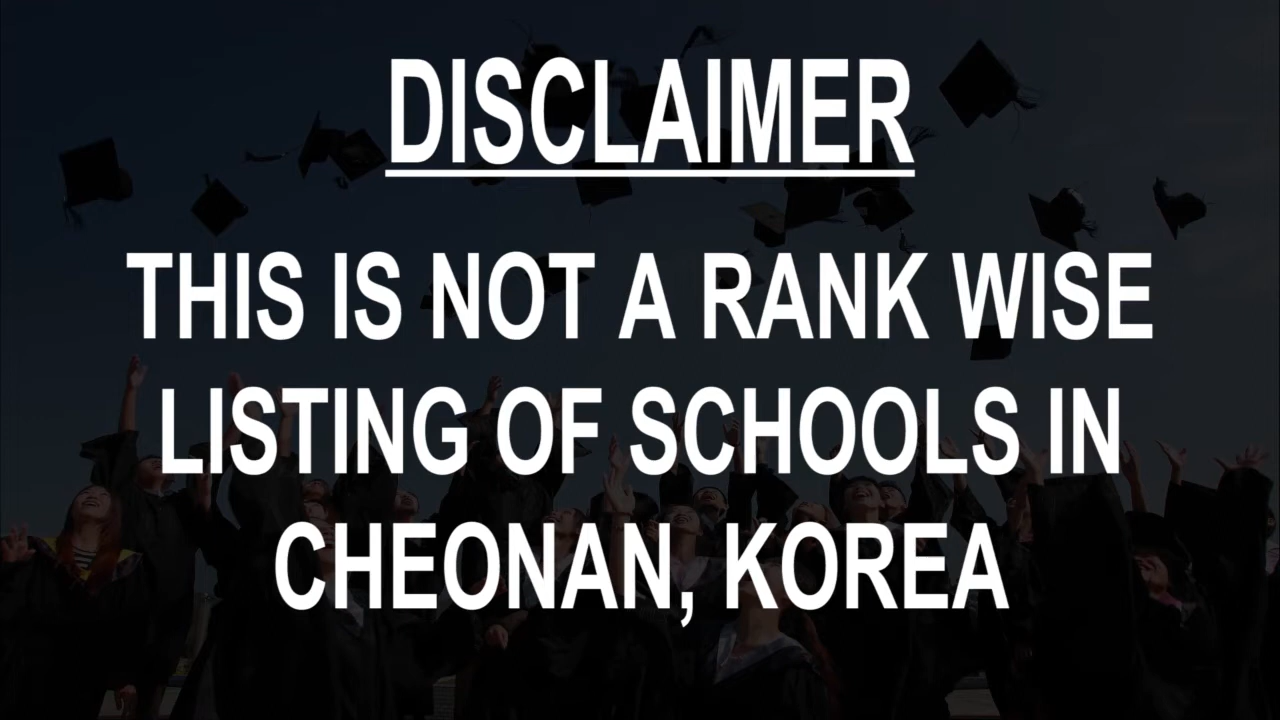 DISCLAIMER
THIS IS NOT A RANK WISE
LISTING OF SCHOOLS IN
CHEONAN, KOREA